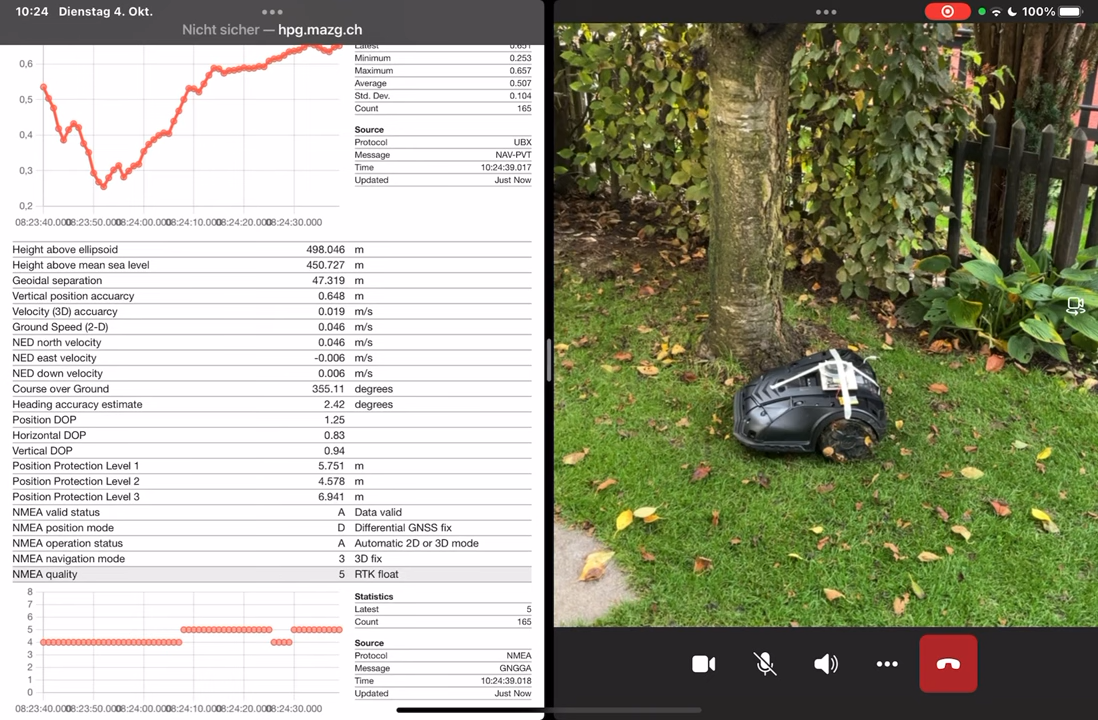 10:24 Dienstag 4. Okt.
100%
Nicht sicher — hpg.mazg.ch
Latest 0.651
0,6
0,5
0,4
0,3
0,2
Minimum 0.253
Maximum 0.657
Average 0.507
Std. Dev. 0.104
Count 165
Source
Protocol UBX
Message NAV-PVT
Time 10:24:39.017
Updated Just Now
08:23:40.000 08:23:50.000 08:24:00.000 08:24:10.000 08:24:20.000 08:24:30.000
Height above ellipsoid 498.046 m
Height above mean sea level 450.727 m
Geoidal separation 47.319 m
Vertical position accuarcy 0.648 m
Velocity (3D) accuarcy 0.019 m/s
Ground Speed (2-D) 0.046 m/s
NED north velocity 0.046 m/s
NED east velocity -0.006 m/s
NED down velocity 0.006 m/s
Course over Ground 355.11 degrees
Heading accuracy estimate 2.42 degrees
Position DOP 1.25
Horizontal DOP 0.83
Vertical DOP 0.94
Position Protection Level 1 5.751 m
Position Protection Level 2 4.578 m
Position Protection Level 3 6.941 m
NMEA valid status A Data valid
NMEA position mode D Differential GNSS fix
NMEA operation status A Automatic 2D or 3D mode
NMEA navigation mode 3 3D fix
NMEA quality 5 RTK float
8
7
6
5
4
3
2
1
0
Statistics
Latest 5
Count 165
Source
Protocol NMEA
Message GNGGA
Time 10:24:39.018
Updated Just Now
08:23:40.000 08:23:50.000 08:24:00.000 08:24:10.000 08:24:20.000 08:24:30.000